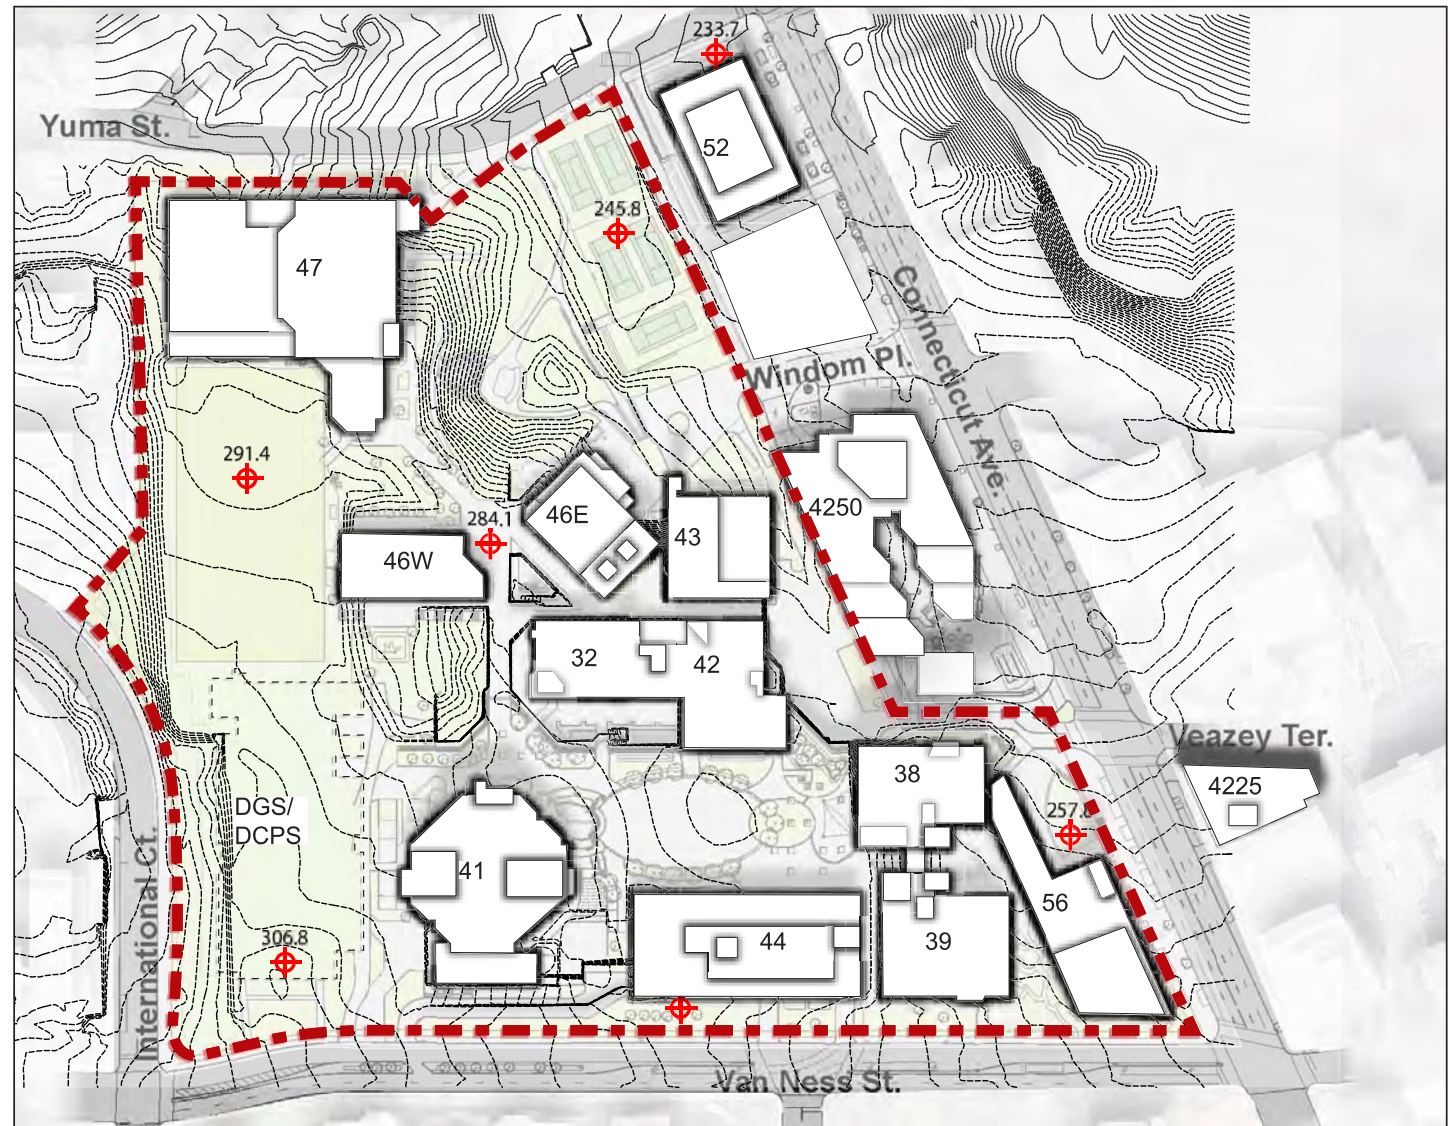 233.7
Yuma St.
52
245.8
47
Connecticut Ave.
Windom Pl.
291.4
284.1
46E
4250
43
46W
32
42
Veazey Ter.
38
4225
DGS/
DCPS
257.8
41
International Ct.
56
306.8
44
39
Van Ness St.